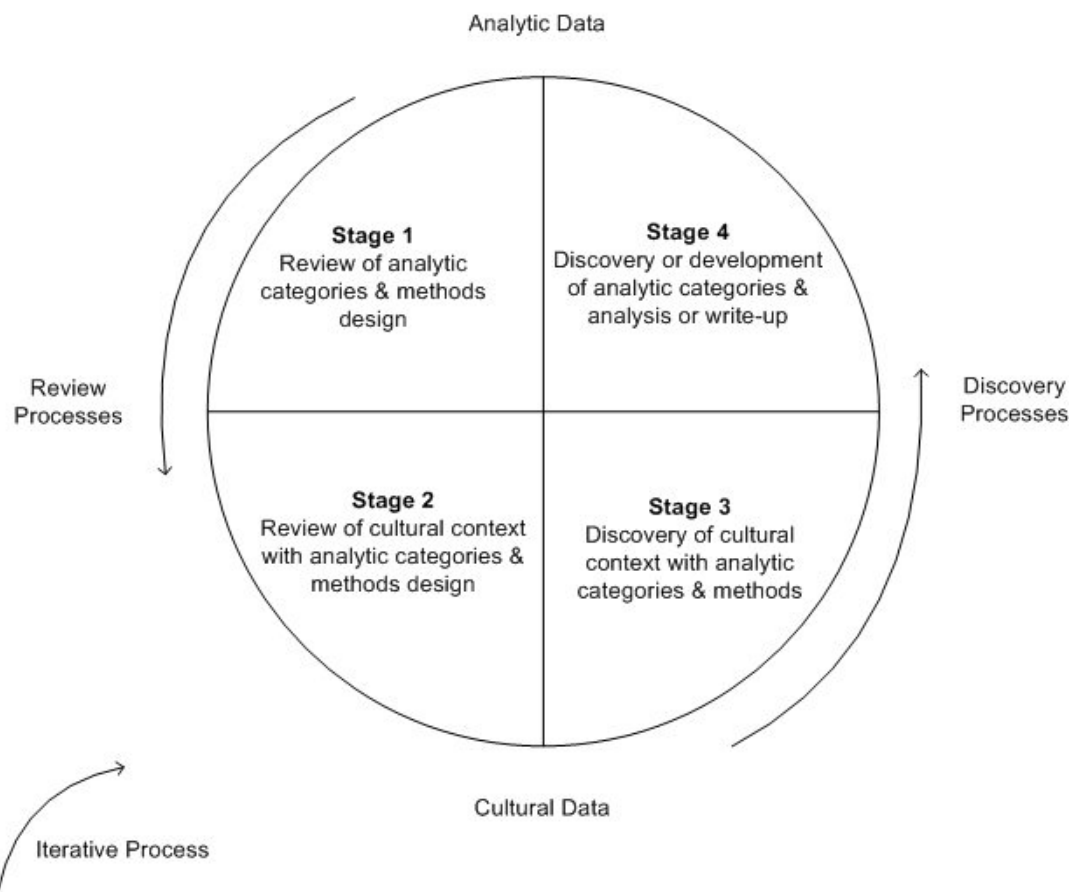 Analytic Data
Stage 1
Review of analytic
categories & methods
design
Stage 4
Discovery or development
of analytic categories &
analysis or write-up
Review
Processes
Discovery
Processes
Stage 2
Review of cultural context
with analytic categories &
methods design
Stage 3
Discovery of cultural
context with analytic
categories & methods
Cultural Data
Iterative Process